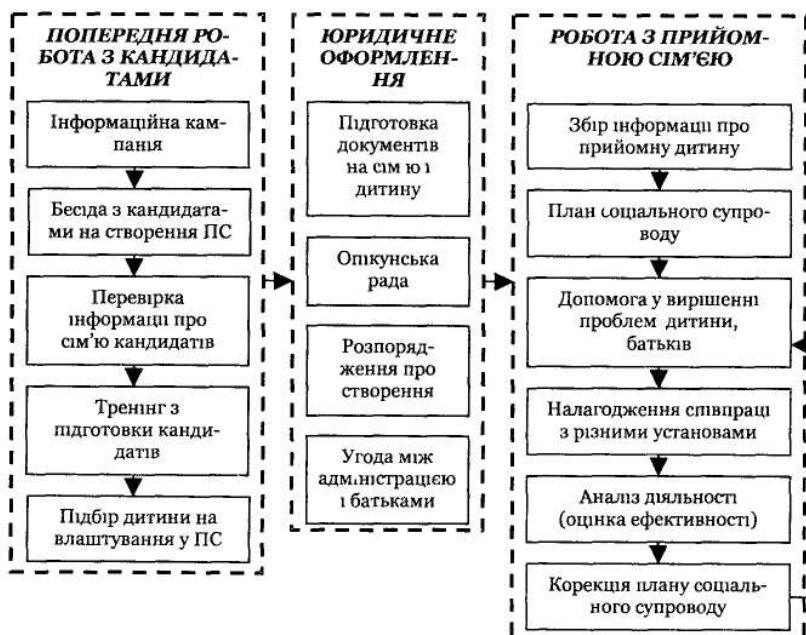 ПОПЕРЕДНЯ РО-
БОТА З КАНДИДА-
ТАМИ
Інформаційна кам-
панія
Бесіда з кандидата-
ми на створення ПС
Перевірка
інформації про
сім’ю кандидатів
Тренінг з
підготовки канди-
датів
Підбір дитини на
влаштування у ПС
ЮРИДИЧНЕ
ОФОРМЛЕН-
НЯ
Підготовка
документів
на сім ю і
дитину
Опікунська
рада
Розпоряд-
ження про
створення
Угода між
адміністрацією
і батьками
РОБОТА З ПРИЙОМ-
НОЮ СІМ’ЄЮ
Збір інформації про
прийомну дитину
План соціального супро-
воду
Допомога у вирішенні
проблем дитини,
батьків
Налагодження співпраці
з різними установами
Аналіз діяльності
(оцінка ефективності)
Корекція плану соціаль-
ного супроводу